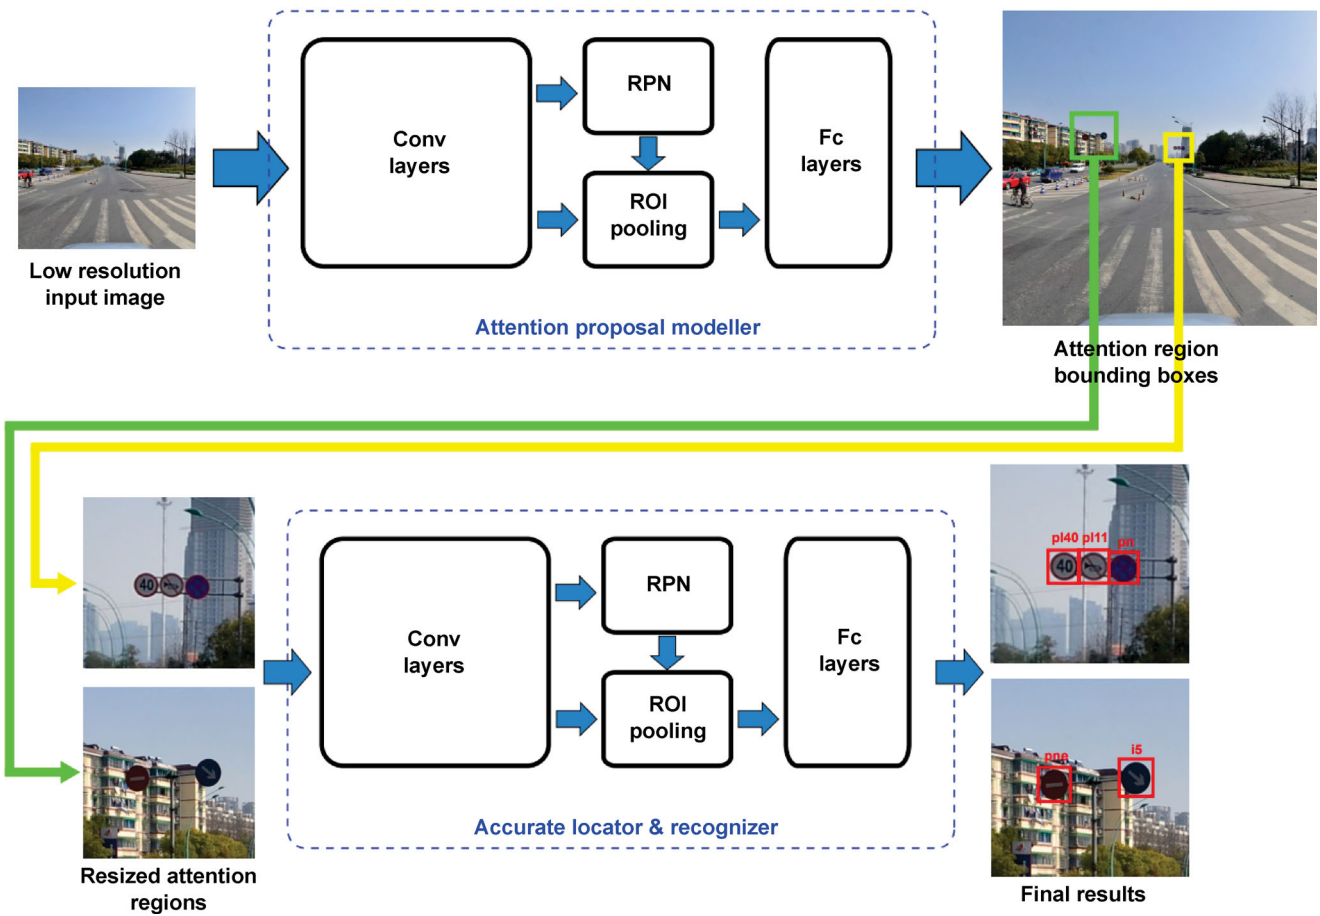 Conv
layers
RPN
ROI
pooling
Fc
layers
Attention proposal modeller
Low resolution
input image
Attention region
bounding boxes
40
Conv
layers
RPN
ROI
pooling
Fc
layers
Accurate locator & recognizer
Resized attention
regions
pl40 pl11 pn
40
pne
i5
Final results